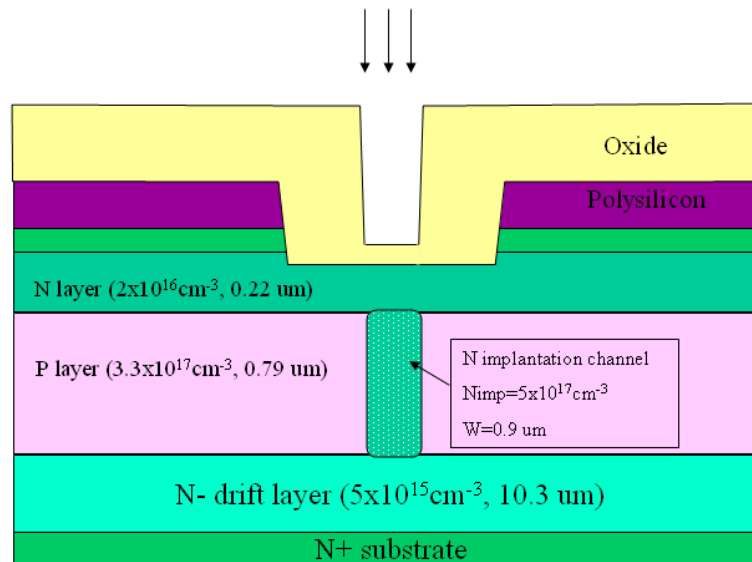 Oxide
Polysilicon
N layer (2x10¹⁶cm⁻³, 0.22 um)
P layer (3.3x10¹⁷cm⁻³, 0.79 um)
N implantation channel
Nimp=5x10¹⁷cm⁻³
W=0.9 um
N- drift layer (5x10¹⁵cm⁻³, 10.3 um)
N+ substrate